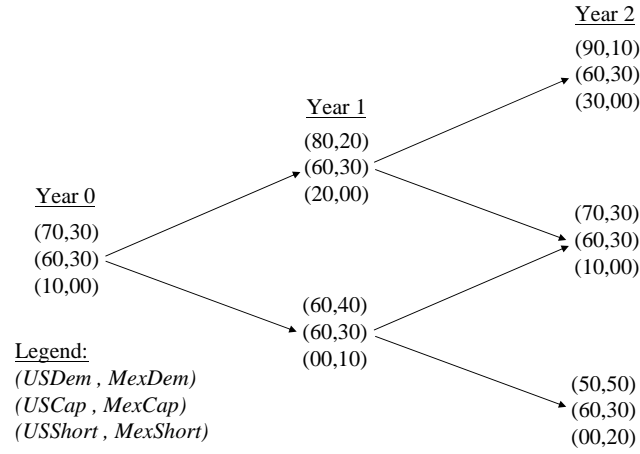 Year 0
(70,30)
(60,30)
(10,00)
Year 1
(80,20)
(60,30)
(20,00)
(60,40)
(60,30)
(00,10)
Year 2
(90,10)
(60,30)
(30,00)
(70,30)
(60,30)
(10,00)
(50,50)
(60,30)
(00,20)
Legend:
(USDem , MexDem)
(USCap , MexCap)
(USShort , MexShort)